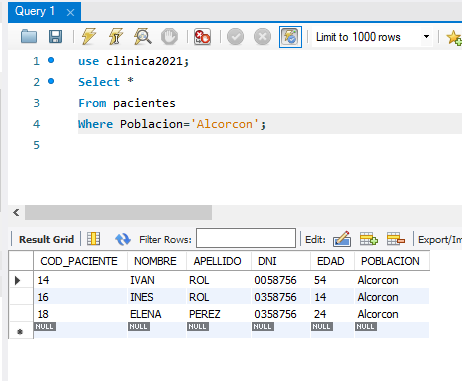 Query 1 ×
Limit to 1000 rows
1 use clinica2021;
2 Select *
3 From pacientes
4 Where Poblacion='Alcorcon';
5
Result Grid Filter Rows: Edit: Export/Im
COD_PACIENTE NOMBRE APELLIDO DNI EDAD POBLACION
14 IVAN ROL 0058756 54 Alcorcon
16 INES ROL 0358756 14 Alcorcon
18 ELENA PEREZ 0358756 24 Alcorcon
NULL NULL NULL NULL NULL NULL